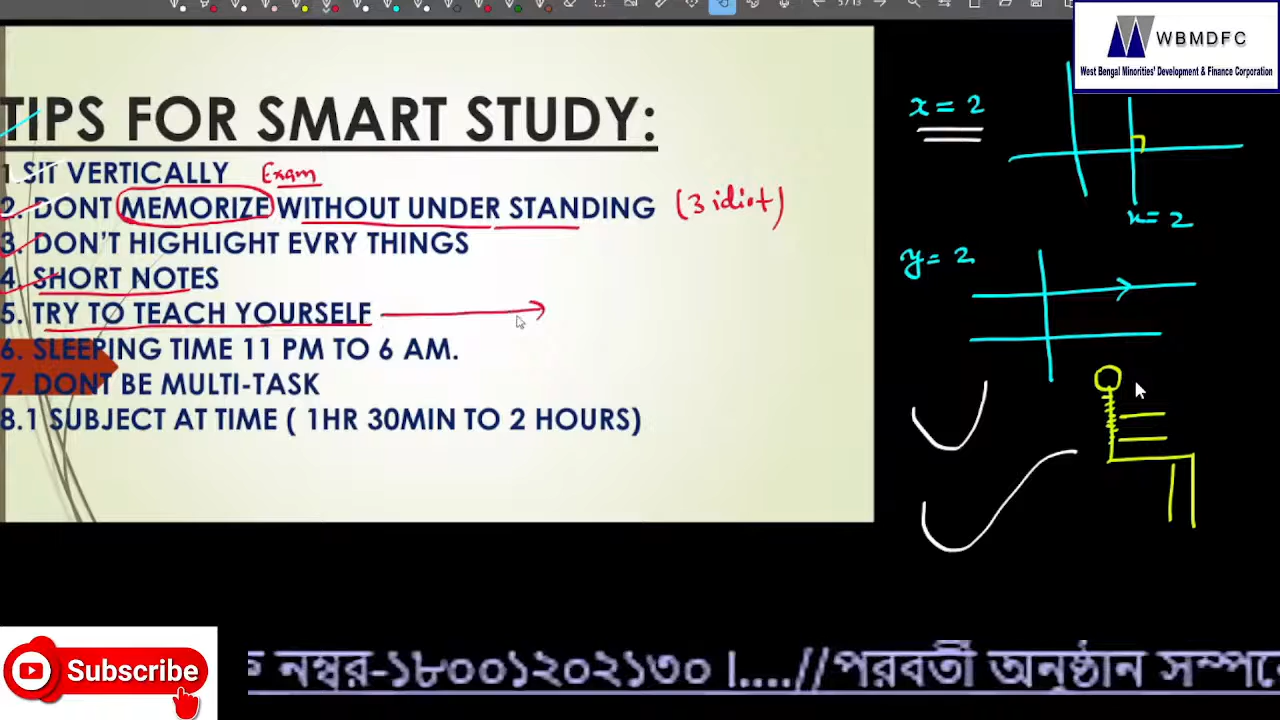 5/13
WBMDFC
West Bengal Minorities' Development & Finance Corporation
TIPS FOR SMART STUDY:
1. SIT VERTICALLY Exam
2. DONT MEMORIZE WITHOUT UNDER STANDING (3 idiot)
3. DON'T HIGHLIGHT EVRY THINGS
4. SHORT NOTES
5. TRY TO TEACH YOURSELF
6. SLEEPING TIME 11 PM TO 6 AM.
7. DONT BE MULTI-TASK
8.1 SUBJECT AT TIME ( 1HR 30MIN TO 2 HOURS)
x = 2
x = 2
y = 2
Subscribe
নম্বর-১৮০০১২০২১৩০ ।....//পরবর্তী অনুষ্ঠান